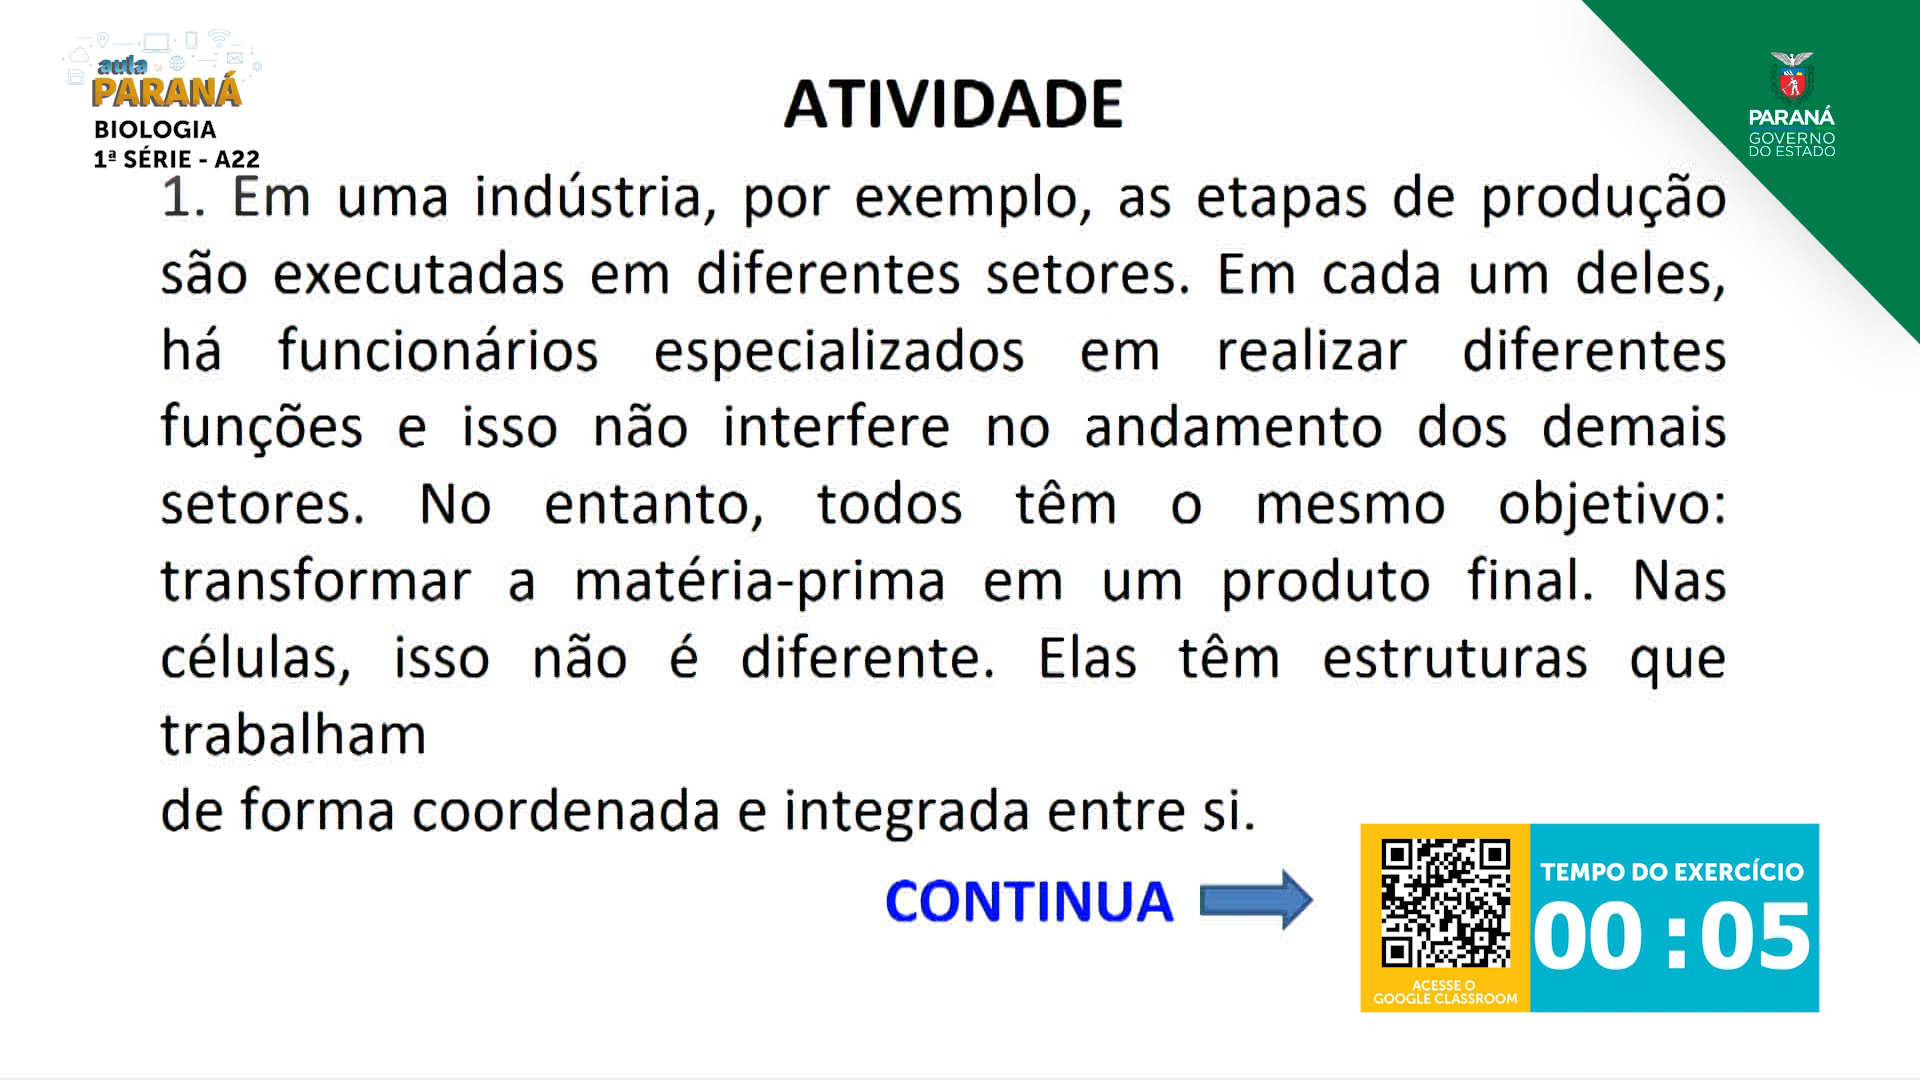 aula
PARANÁ
BIOLOGIA
1ª SÉRIE - A22
PARANÁ
GOVERNO
DO ESTADO
ATIVIDADE
1. Em uma indústria, por exemplo, as etapas de produção
são executadas em diferentes setores. Em cada um deles,
há funcionários especializados em realizar diferentes
funções e isso não interfere no andamento dos demais
setores. No entanto, todos têm o mesmo objetivo:
transformar a matéria-prima em um produto final. Nas
células, isso não é diferente. Elas têm estruturas que
trabalham
de forma coordenada e integrada entre si.
CONTINUA
ACESSE O
GOOGLE CLASSROOM
TEMPO DO EXERCÍCIO
00:05